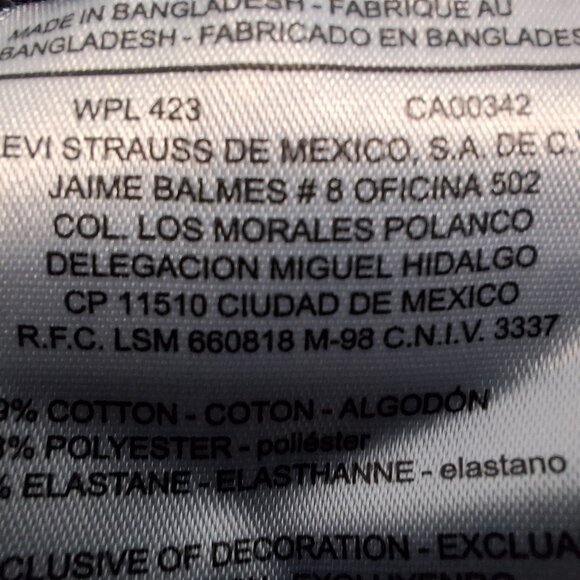 MADE IN BANGLADESH - FABRIQUÉ AU
BANGLADESH - FABRICADO EN BANGLADES
WPL 423 CA00342
EVI STRAUSS DE MEXICO, S.A. DE C.
JAIME BALMES # 8 OFICINA 502
COL. LOS MORALES POLANCO
DELEGACION MIGUEL HIDALGO
CP 11510 CIUDAD DE MEXICO
R.F.C. LSM 660818 M-98 C.N.I.V. 3337
9% COTTON - COTON - ALGODÓN
% POLYESTER - poliéster
% ELASTANE - ELASTHANNE - elastano
CLUSIVE OF DECORATION - EXCLUA